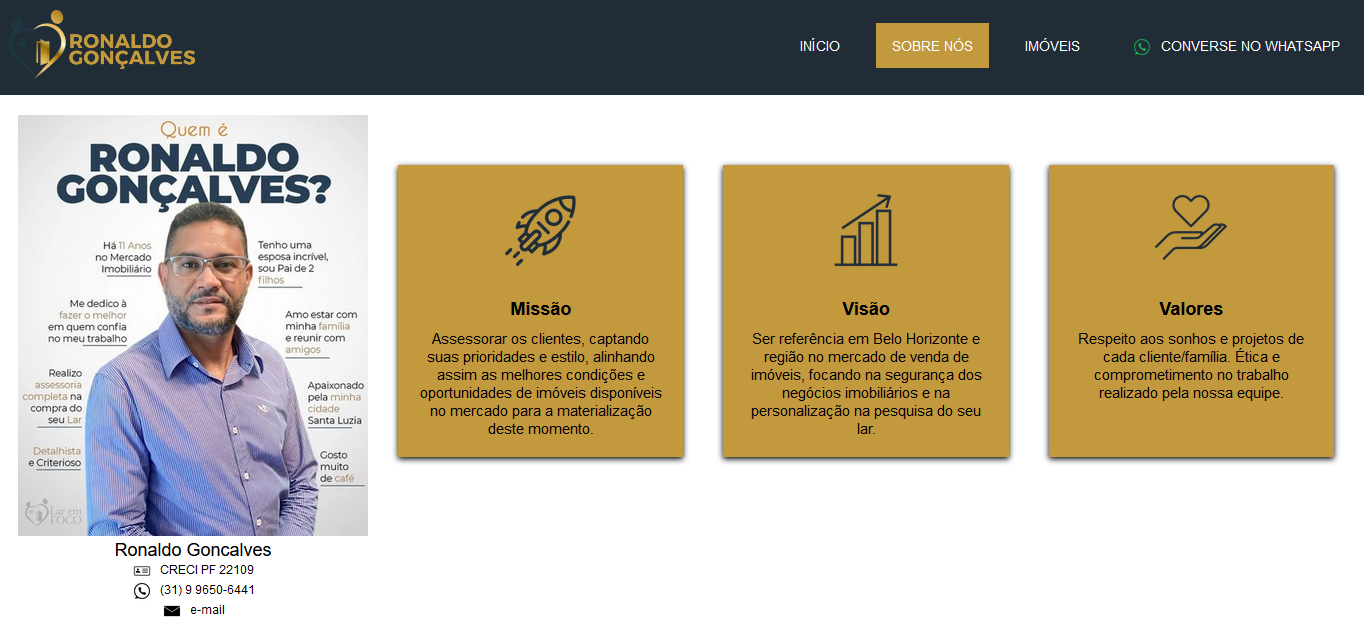 RONALDO
GONÇALVES
INÍCIO
SOBRE NÓS
IMÓVEIS
CONVERSE NO WHATSAPP
Quem é
RONALDO
GONÇALVES?
Há 11 Anos
no Mercado
Imobiliário
Me dedico à
fazer o melhor
em quem confia
no meu trabalho
Realizo
assessoria
completa na
compra do
seu Lar
Detalhista
e Criterioso
Tenho uma
esposa incrível,
sou Pai de 2
filhos
Amo estar com
minha família
e reunir com
amigos
Apaixonado
pela minha
cidade
Santa Luzia
Gosto
muito
de café
Lar em
FOCO
Ronaldo Goncalves
CRECI PF 22109
(31) 9 9650-6441
e-mail
Missão
Assessorar os clientes, captando
suas prioridades e estilo, alinhando
assim as melhores condições e
oportunidades de imóveis disponíveis
no mercado para a materialização
deste momento.
Visão
Ser referência em Belo Horizonte e
região no mercado de venda de
imóveis, focando na segurança dos
negócios imobiliários e na
personalização na pesquisa do seu
lar.
Valores
Respeito aos sonhos e projetos de
cada cliente/família. Ética e
comprometimento no trabalho
realizado pela nossa equipe.